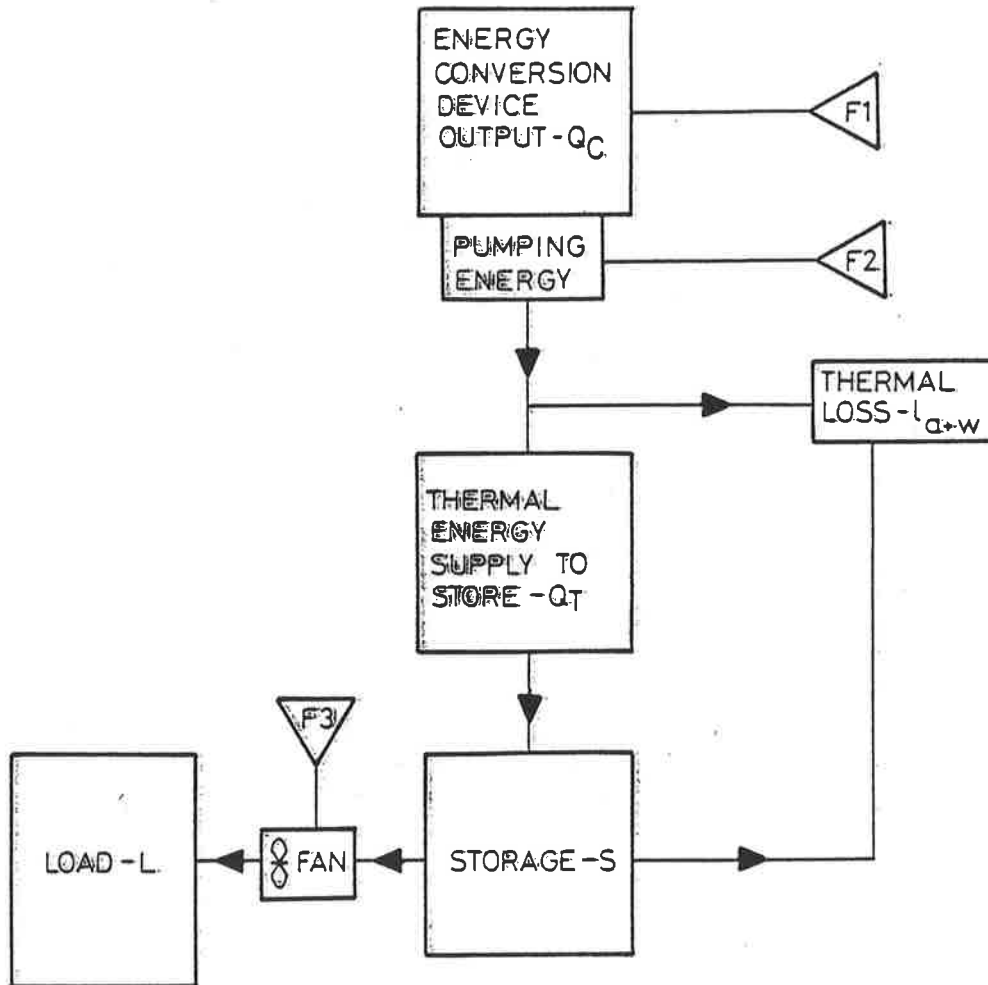 ENERGY
CONVERSION
DEVICE
OUTPUT-QC
F1
PUMPING
ENERGY
F2
THERMAL
LOSS-la+w
THERMAL
ENERGY
SUPPLY TO
STORE-QT
F3
LOAD-L
FAN
STORAGE-S